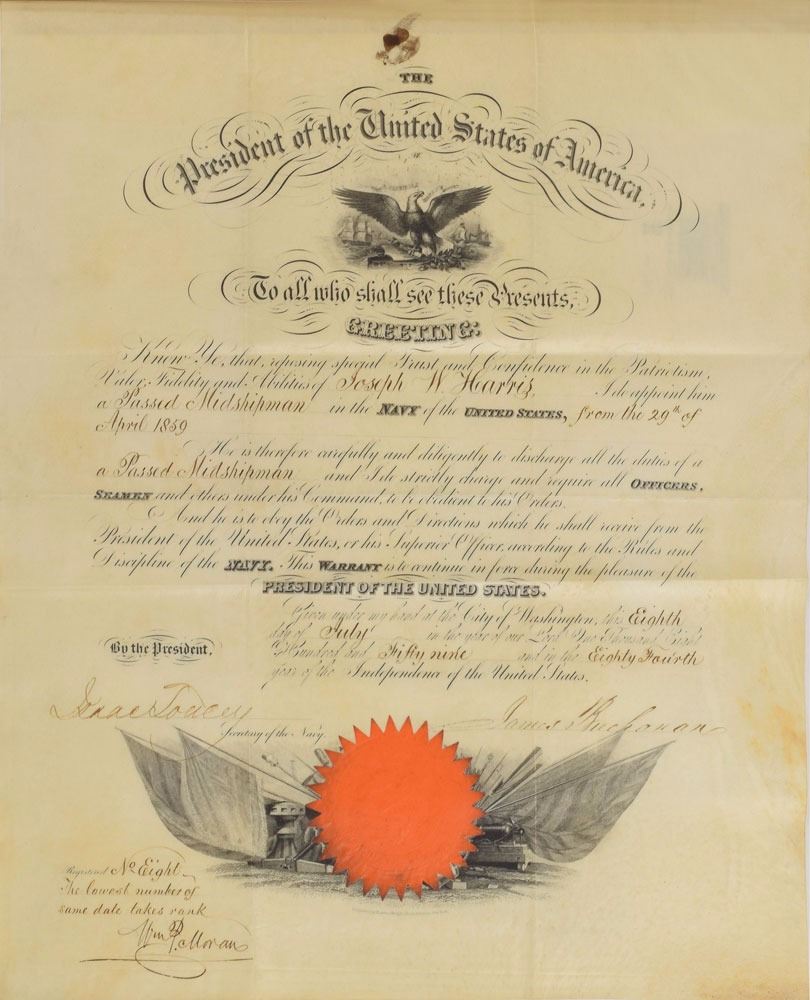 THE
President of the United States of America.
To all who shall see these Presents,
GREETING:
Know Ye, that, reposing special Trust and Confidence in the Patriotism,
Valor, Fidelity and Abilities of Joseph W Harris, I do appoint him
a Passed Midshipman in the NAVY of the UNITED STATES, from the 29th of
April 1859
He is therefore carefully and diligently to discharge all the duties of a
a Passed Midshipman and I do strictly charge and require all OFFICERS,
SEAMEN and others under his Command, to be obedient to his Orders.
And he is to obey the Orders and Directions which he shall receive from the
President of the United States, or his Superior Officer, according to the Rules and
Discipline of the NAVY. This WARRANT is to continue in force during the pleasure of the
PRESIDENT OF THE UNITED STATES.
Given under my hand at the City of Washington, this Eighth
day of July in the year of our Lord One Thousand Eight
Hundred and Fifty nine and in the Eighty Fourth
year of the Independence of the United States.
By the President,
Isaac Toucey
James Buchanan
Secretary of the Navy.
Registered No Eight
The lowest number of
same date takes rank
Wm P. Moran